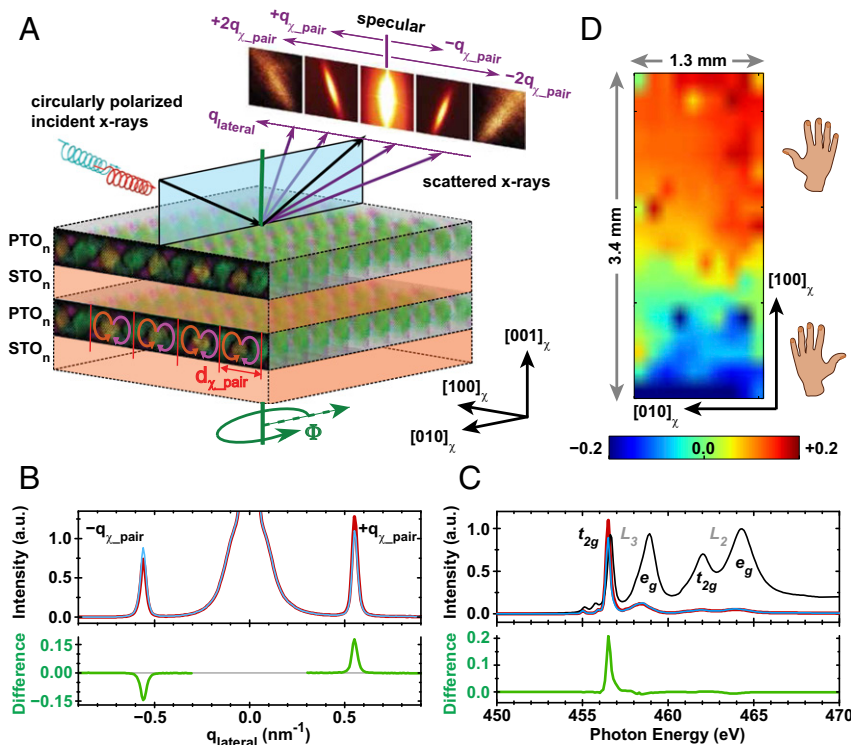 A
specular
+2qχ_pair
+qχ_pair
−qχ_pair
−2qχ_pair
circularly polarized
incident x-rays
qlateral
scattered x-rays
PTOn
STOn
PTOn
STOn
dχ_pair
Φ
[001]χ
[100]χ
[010]χ
D
1.3 mm
3.4 mm
[100]χ
[010]χ
−0.2
0.0
+0.2
B
Intensity (a.u.)
1.0
0.5
0.0
−qχ_pair
+qχ_pair
Difference
0.15
0.00
−0.15
−0.5
0.0
0.5
qlateral (nm-1)
C
Intensity (a.u.)
1.0
0.5
0.0
t2g
L3
eg
L2
t2g
eg
Difference
0.2
0.1
0.0
450
455
460
465
470
Photon Energy (eV)